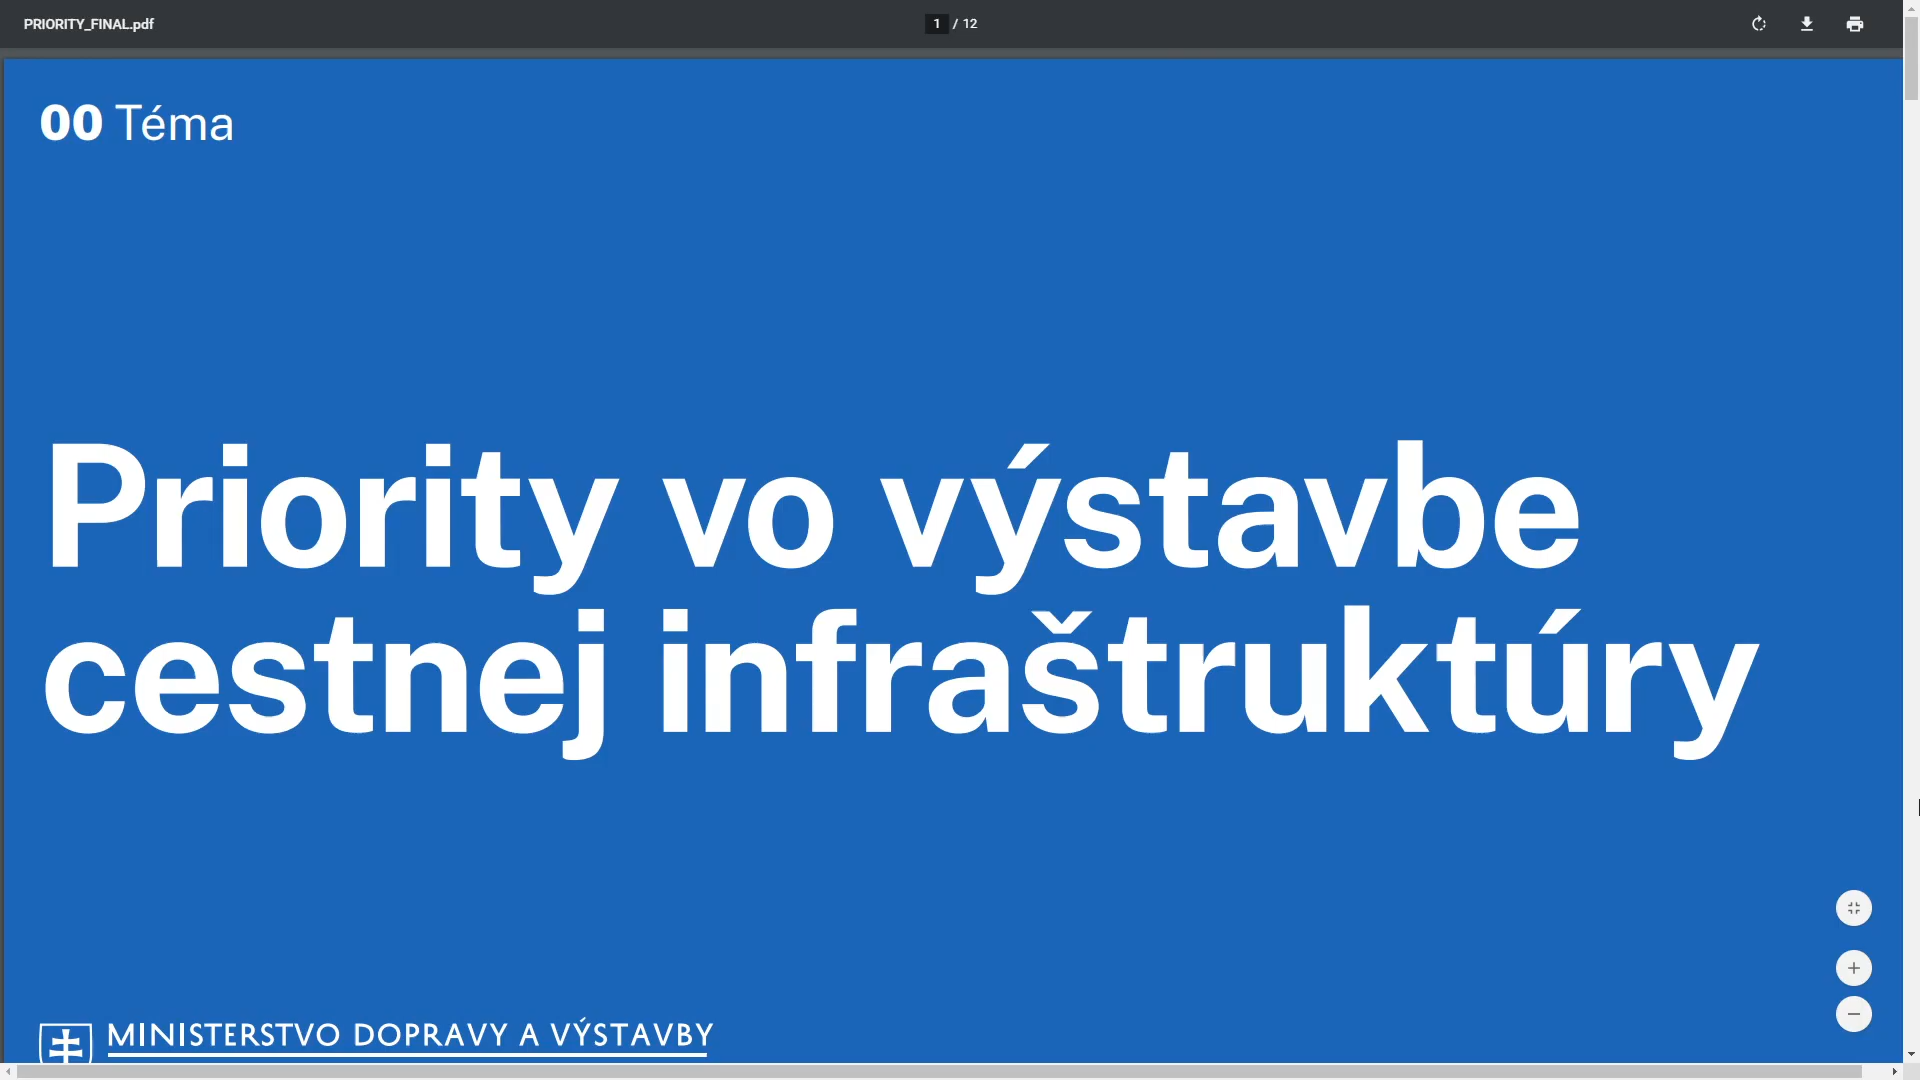 PRIORITY_FINAL.pdf
1 / 12
00 Téma
Priority vo výstavbe
cestnej infraštruktúry
MINISTERSTVO DOPRAVY A VÝSTAVBY